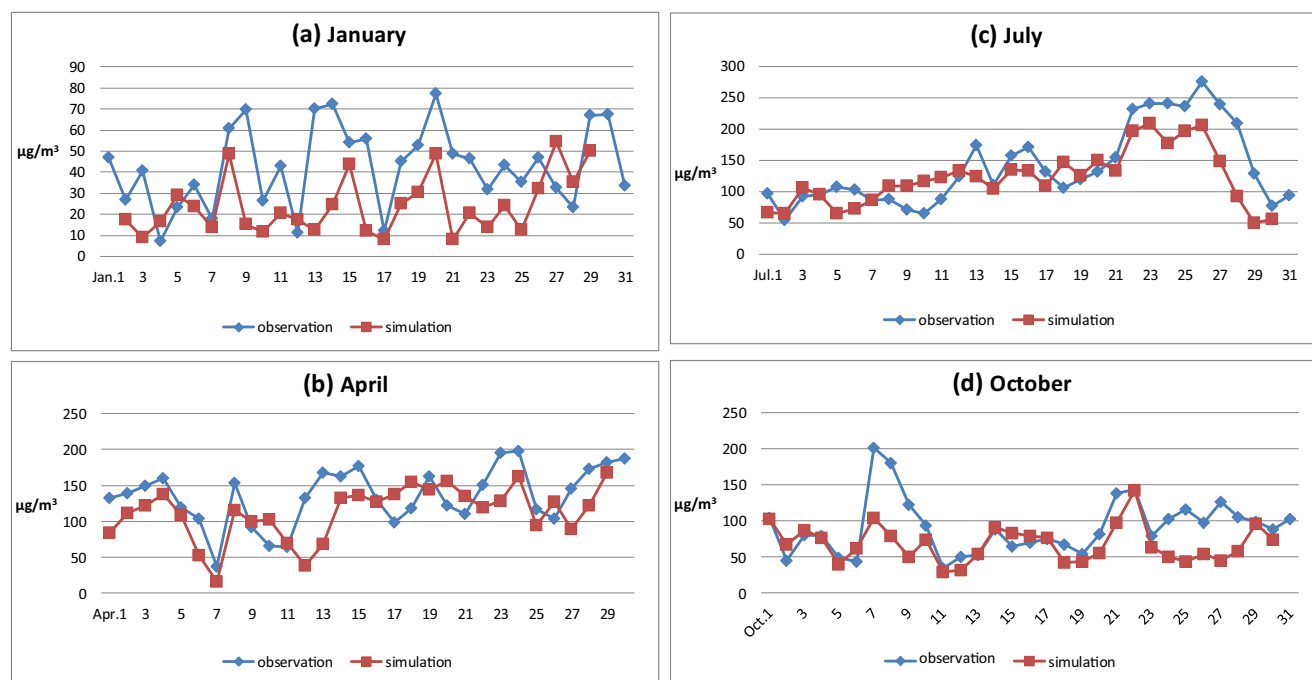 (a) January
90
80
70
60
50
40
30
20
10
0
µg/m³
Jan.1 3 5 7 9 11 13 15 17 19 21 23 25 27 29 31
observation simulation
(c) July
300
250
200
150
100
50
0
µg/m³
Jul.1 3 5 7 9 11 13 15 17 19 21 23 25 27 29 31
observation simulation
(b) April
250
200
150
100
50
0
µg/m³
Apr.1 3 5 7 9 11 13 15 17 19 21 23 25 27 29
observation simulation
(d) October
250
200
150
100
50
0
µg/m³
Oct.1 3 5 7 9 11 13 15 17 19 21 23 25 27 29 31
observation simulation